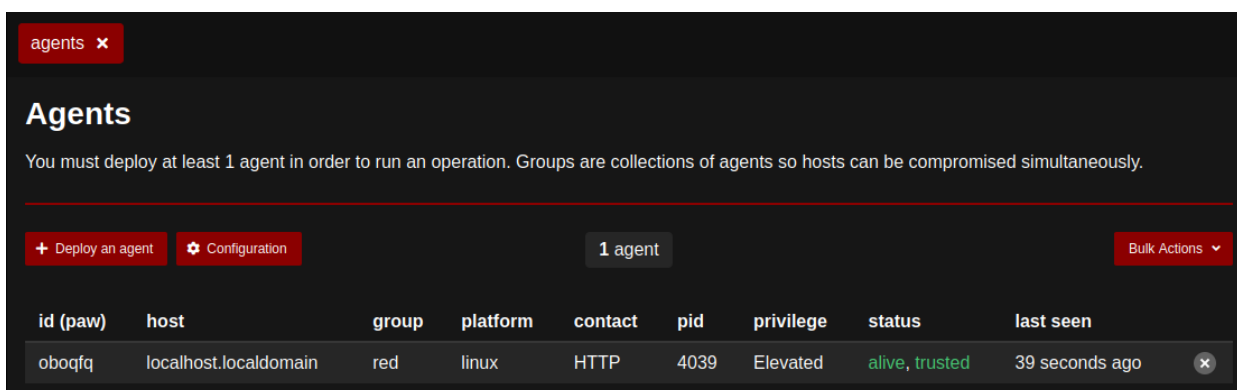 agents
Agents
You must deploy at least 1 agent in order to run an operation. Groups are collections of agents so hosts can be compromised simultaneously.
Deploy an agent Configuration 1 agent Bulk Actions
id (paw) host group platform contact pid privilege status last seen
oboqfq localhost.localdomain red linux HTTP 4039 Elevated alive, trusted 39 seconds ago